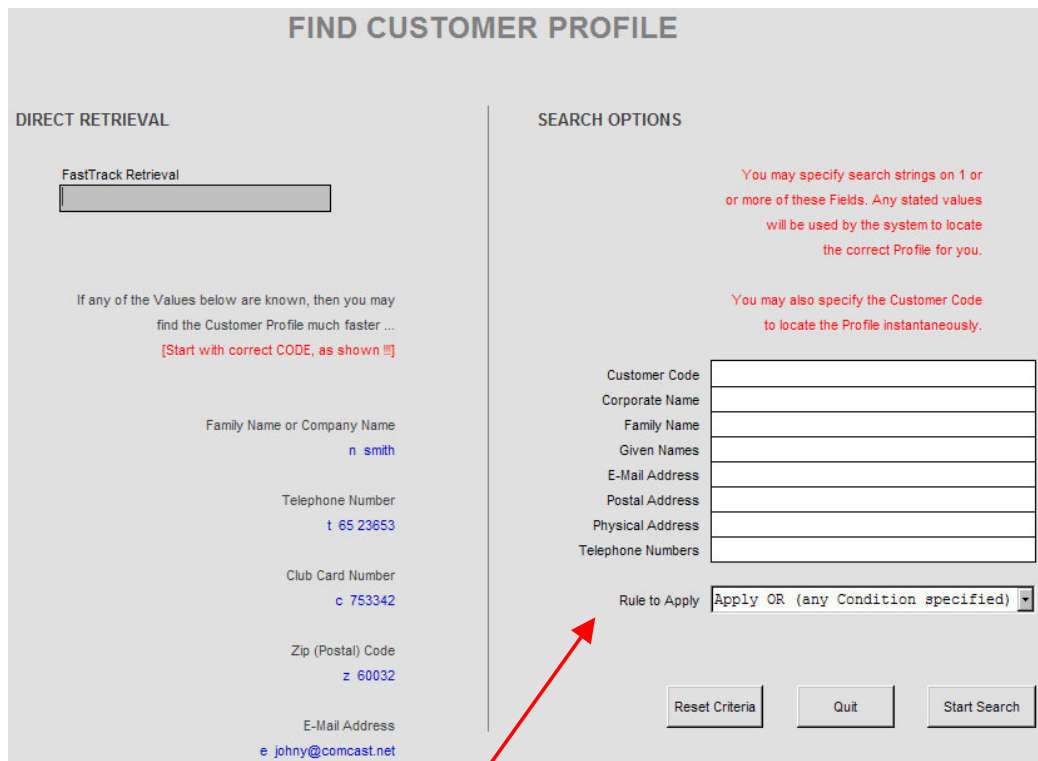 FIND CUSTOMER PROFILE
DIRECT RETRIEVAL
FastTrack Retrieval
If any of the Values below are known, then you may
find the Customer Profile much faster ...
[Start with correct CODE, as shown !!!]
Family Name or Company Name
n smith
Telephone Number
t 65 23653
Club Card Number
c 753342
Zip (Postal) Code
z 60032
E-Mail Address
e johny@comcast.net
SEARCH OPTIONS
You may specify search strings on 1 or
or more of these Fields. Any stated values
will be used by the system to locate
the correct Profile for you.
You may also specify the Customer Code
to locate the Profile instantaneously.
Customer Code
Corporate Name
Family Name
Given Names
E-Mail Address
Postal Address
Physical Address
Telephone Numbers
Rule to Apply Apply OR (any Condition specified)
Reset Criteria Quit Start Search